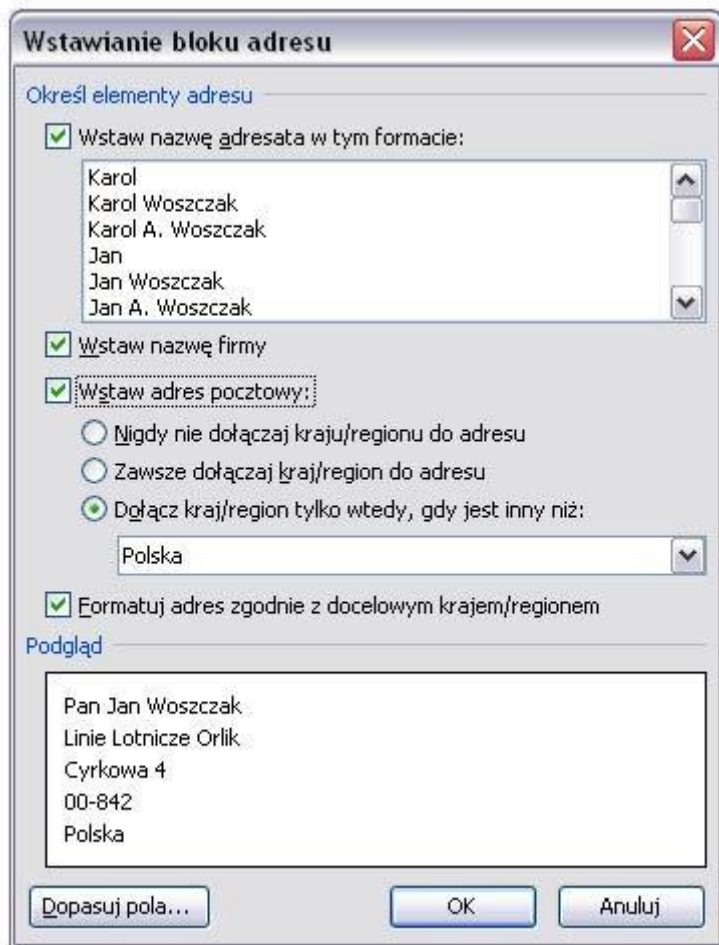 Wstawianie bloku adresu
Określ elementy adresu
Wstaw nazwę adresata w tym formacie:
Karol
Karol Woszczak
Karol A. Woszczak
Jan
Jan Woszczak
Jan A. Woszczak
Wstaw nazwę firmy
Wstaw adres pocztowy:
Nigdy nie dołączaj kraju/regionu do adresu
Zawsze dołączaj kraj/region do adresu
Dołącz kraj/region tylko wtedy, gdy jest inny niż:
Polska
Formatuj adres zgodnie z docelowym krajem/regionem
Podgląd
Pan Jan Woszczak
Linie Lotnicze Orlik
Cyrkowa 4
00-842
Polska
Dopasuj pola... OK Anuluj